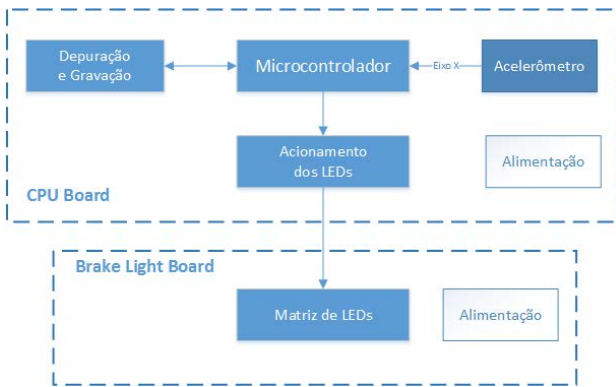 Depuração
e Gravação
Microcontrolador
Eixo X
Acelerômetro
Acionamento
dos LEDs
Alimentação
CPU Board
Brake Light Board
Matriz de LEDs
Alimentação